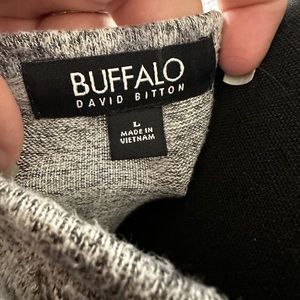 BUFFALO
DAVID BITTON
L
MADE IN
VIETNAM